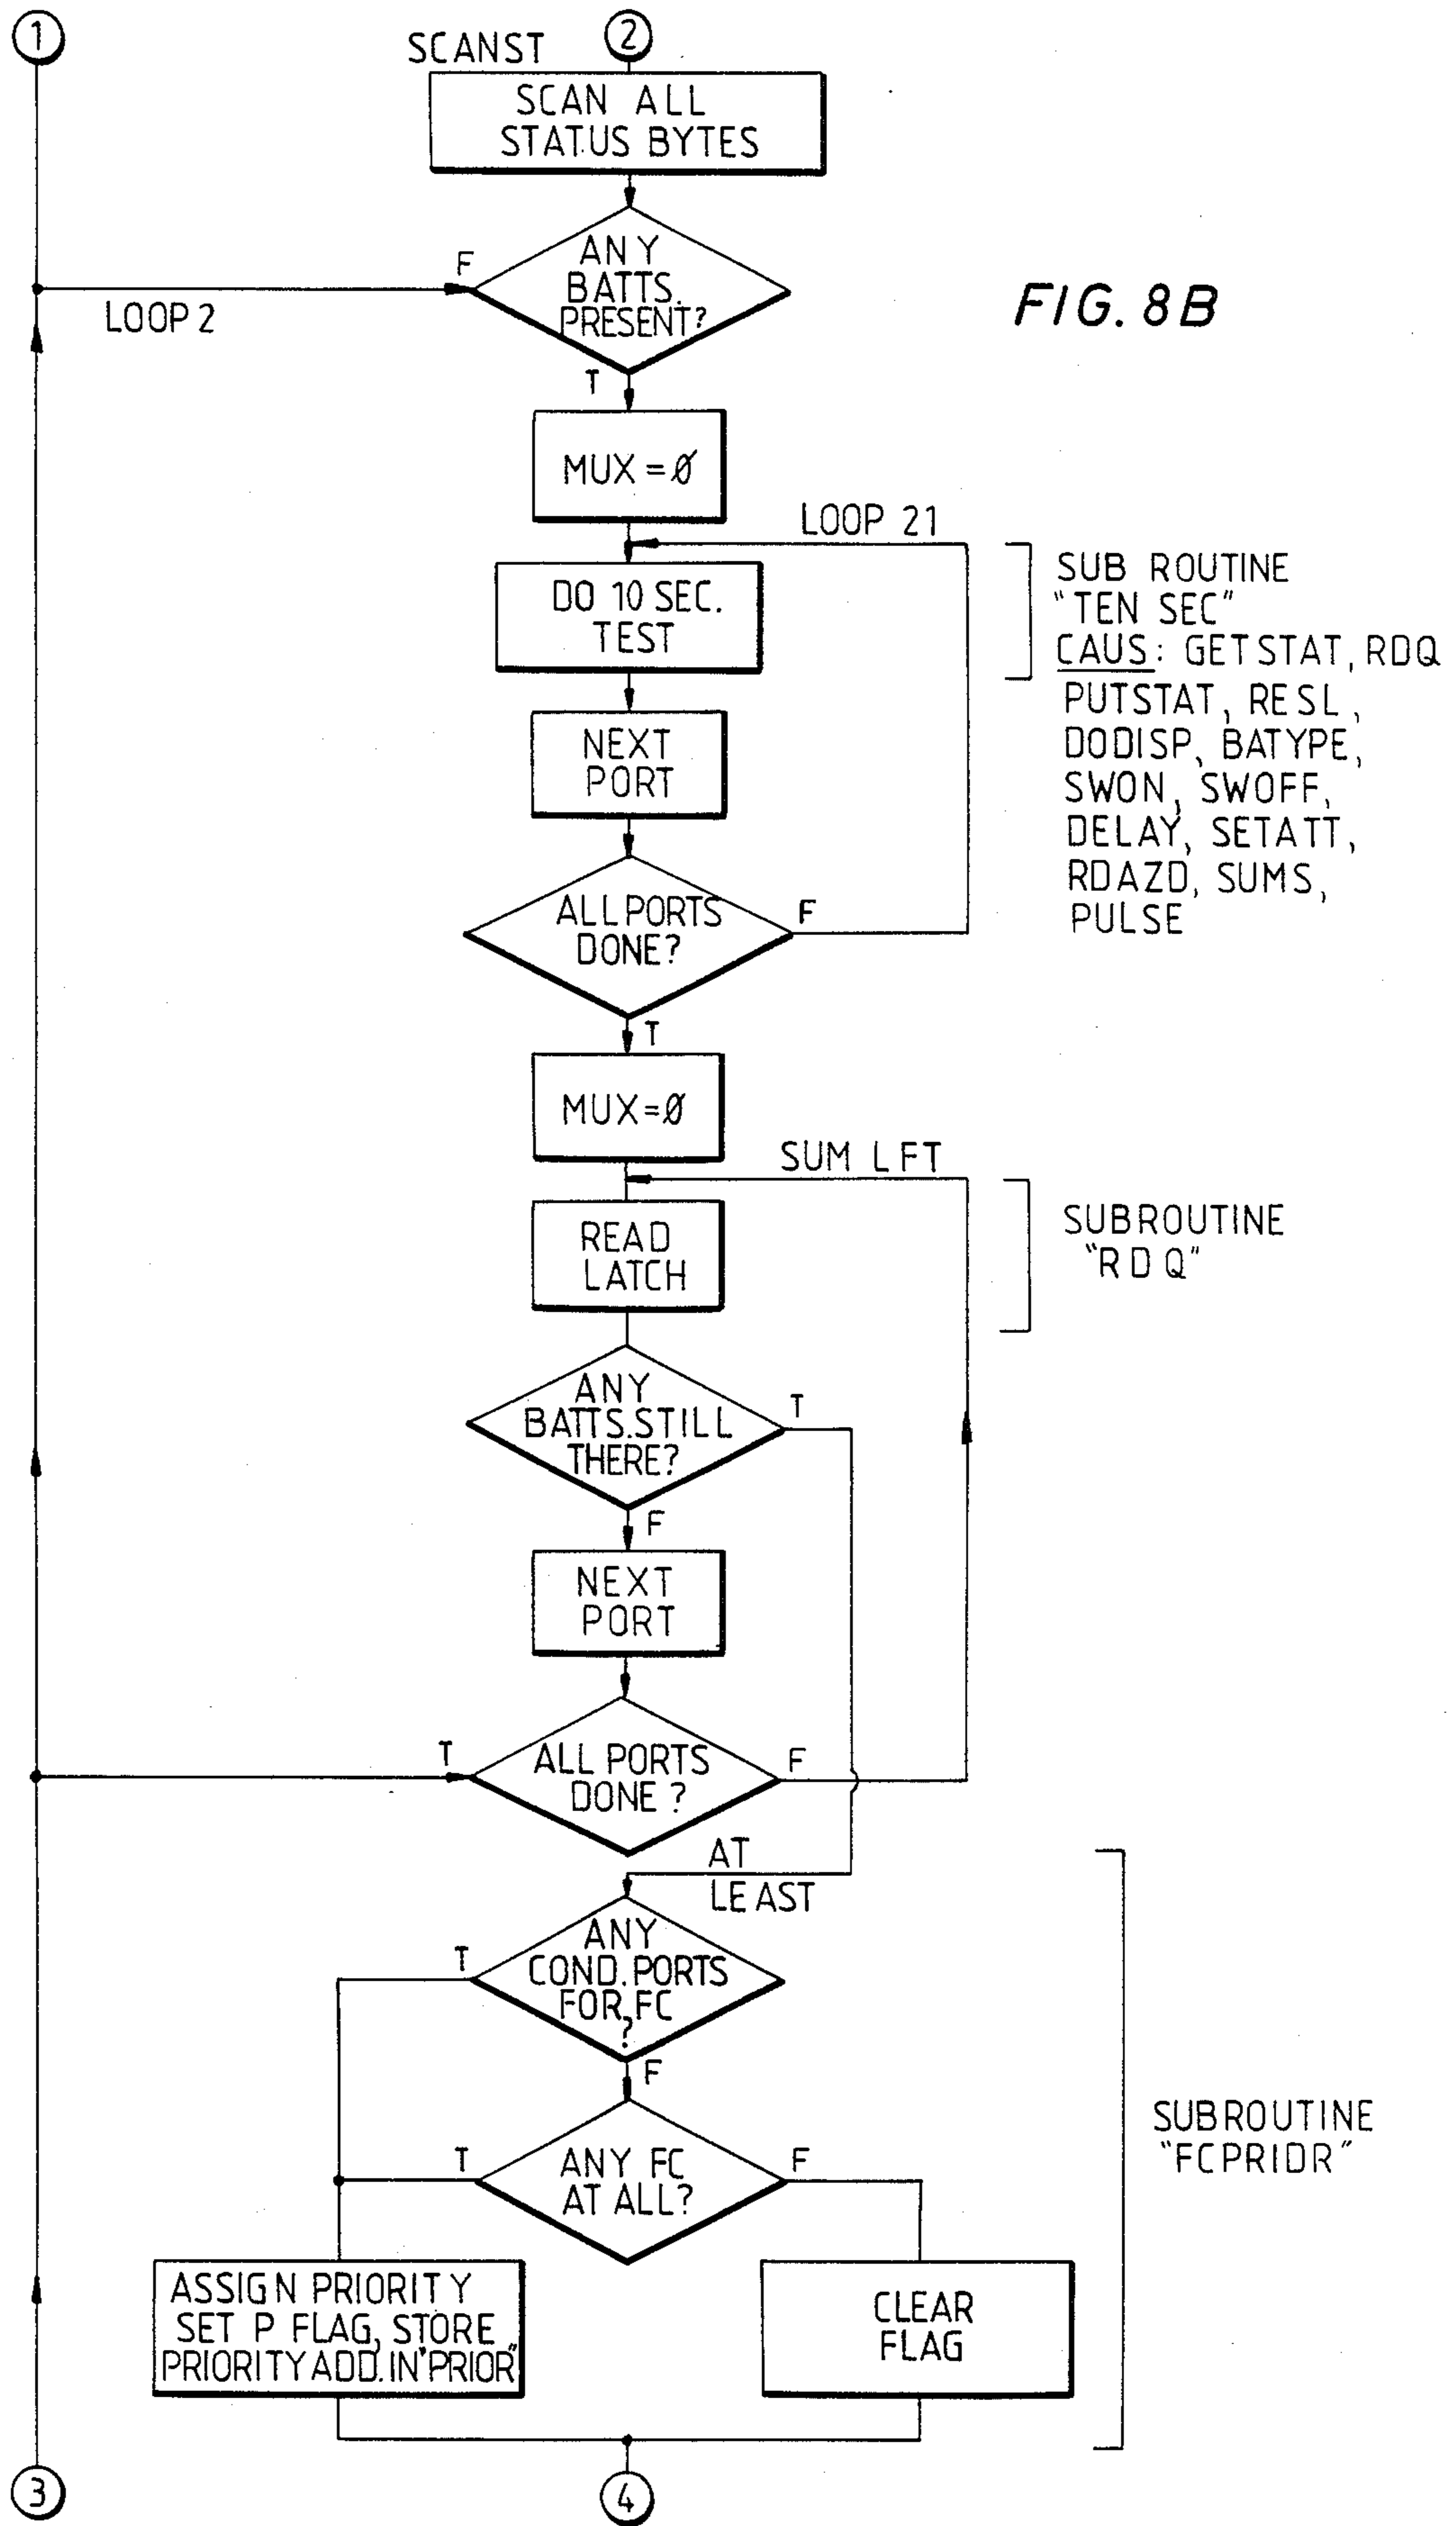 1
SCANST
2
SCAN ALL
STATUS BYTES
F
ANY
BATTS.
PRESENT?
LOOP 2
FIG. 8B
T
MUX = Ø
LOOP 21
DO 10 SEC.
TEST
SUB ROUTINE
"TEN SEC"
CAUS: GETSTAT, RDQ
PUTSTAT, RESL,
DODISP, BATYPE,
SWON, SWOFF,
DELAY, SETATT,
RDAZD, SUMS,
PULSE
NEXT
PORT
ALL PORTS
DONE?
F
T
MUX=Ø
SUM LFT
READ
LATCH
SUBROUTINE
"RDQ"
ANY
BATTS.STILL
THERE?
T
F
NEXT
PORT
T
ALL PORTS
DONE ?
F
AT
LEAST
ANY
COND. PORTS
FOR FC
?
T
F
T
ANY FC
AT ALL?
F
SUBROUTINE
"FCPRIDR"
ASSIGN PRIORITY
SET P FLAG, STORE
PRIORITY ADD. IN "PRIOR"
CLEAR
FLAG
3
4